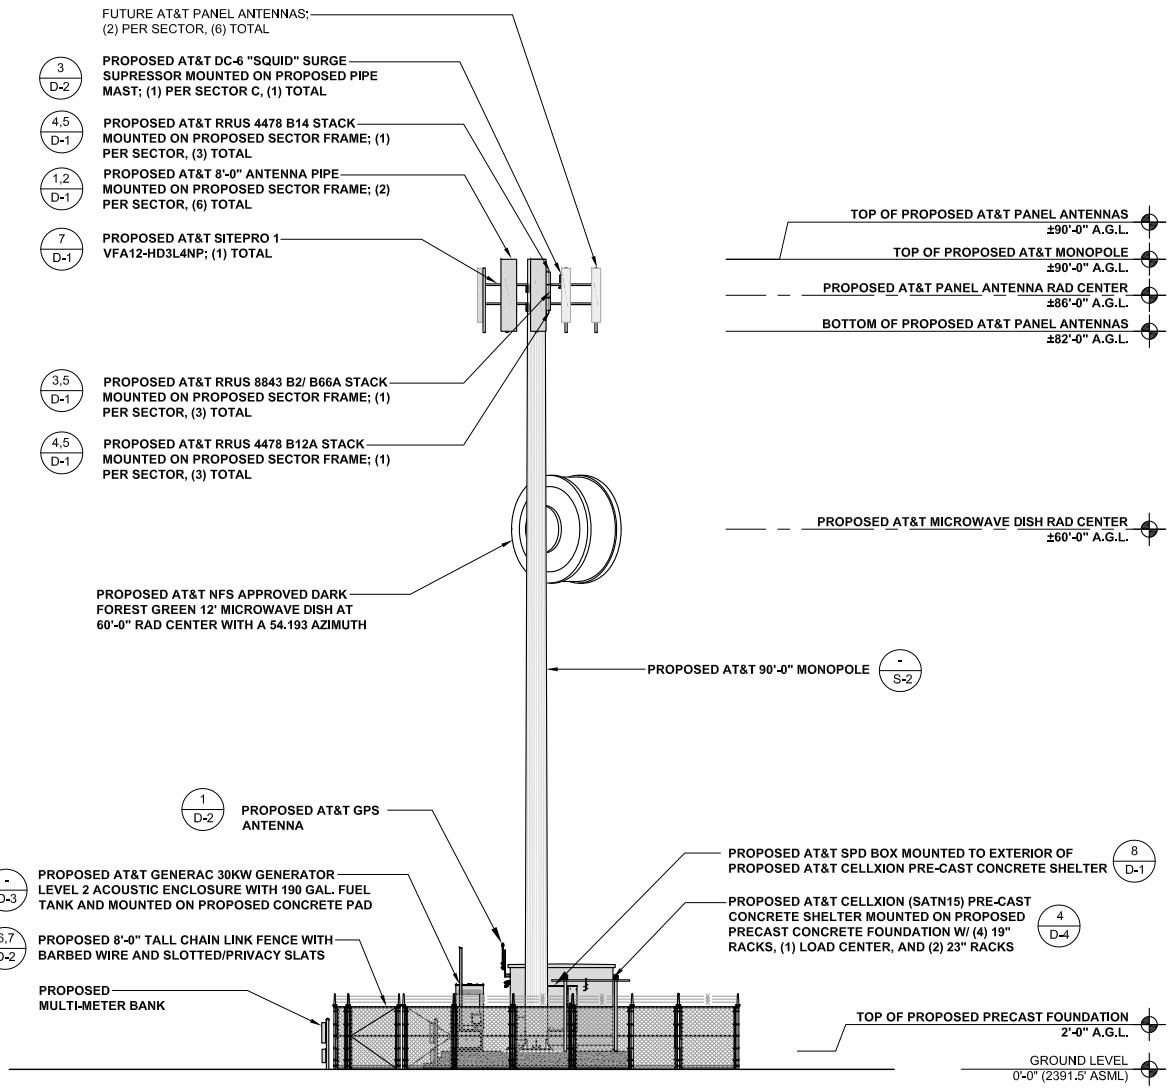 FUTURE AT&T PANEL ANTENNAS;
(2) PER SECTOR, (6) TOTAL
3
D-2
PROPOSED AT&T DC-6 "SQUID" SURGE
SUPRESSOR MOUNTED ON PROPOSED PIPE
MAST; (1) PER SECTOR C, (1) TOTAL
4,5
D-1
PROPOSED AT&T RRUS 4478 B14 STACK
MOUNTED ON PROPOSED SECTOR FRAME; (1)
PER SECTOR, (3) TOTAL
1,2
D-1
PROPOSED AT&T 8'-0" ANTENNA PIPE
MOUNTED ON PROPOSED SECTOR FRAME; (2)
PER SECTOR, (6) TOTAL
7
D-1
PROPOSED AT&T SITEPRO 1
VFA12-HD3L4NP; (1) TOTAL
TOP OF PROPOSED AT&T PANEL ANTENNAS
±90'-0" A.G.L.
TOP OF PROPOSED AT&T MONOPOLE
±90'-0" A.G.L.
PROPOSED AT&T PANEL ANTENNA RAD CENTER
±86'-0" A.G.L.
BOTTOM OF PROPOSED AT&T PANEL ANTENNAS
±82'-0" A.G.L.
3,5
D-1
PROPOSED AT&T RRUS 8843 B2/ B66A STACK
MOUNTED ON PROPOSED SECTOR FRAME; (1)
PER SECTOR, (3) TOTAL
4,5
D-1
PROPOSED AT&T RRUS 4478 B12A STACK
MOUNTED ON PROPOSED SECTOR FRAME; (1)
PER SECTOR, (3) TOTAL
PROPOSED AT&T MICROWAVE DISH RAD CENTER
±60'-0" A.G.L.
PROPOSED AT&T NFS APPROVED DARK
FOREST GREEN 12' MICROWAVE DISH AT
60'-0" RAD CENTER WITH A 54.193 AZIMUTH
PROPOSED AT&T 90'-0" MONOPOLE
-
S-2
1
D-2
PROPOSED AT&T GPS
ANTENNA
-
D-3
PROPOSED AT&T GENERAC 30KW GENERATOR
LEVEL 2 ACOUSTIC ENCLOSURE WITH 190 GAL. FUEL
TANK AND MOUNTED ON PROPOSED CONCRETE PAD
6,7
D-2
PROPOSED 8'-0" TALL CHAIN LINK FENCE WITH
BARBED WIRE AND SLOTTED/PRIVACY SLATS
PROPOSED
MULTI-METER BANK
PROPOSED AT&T SPD BOX MOUNTED TO EXTERIOR OF
PROPOSED AT&T CELLXION PRE-CAST CONCRETE SHELTER
8
D-1
PROPOSED AT&T CELLXION (SATN15) PRE-CAST
CONCRETE SHELTER MOUNTED ON PROPOSED
PRECAST CONCRETE FOUNDATION W/ (4) 19"
RACKS, (1) LOAD CENTER, AND (2) 23" RACKS
4
D-4
TOP OF PROPOSED PRECAST FOUNDATION
2'-0" A.G.L.
GROUND LEVEL
0'-0" (2391.5' ASML)